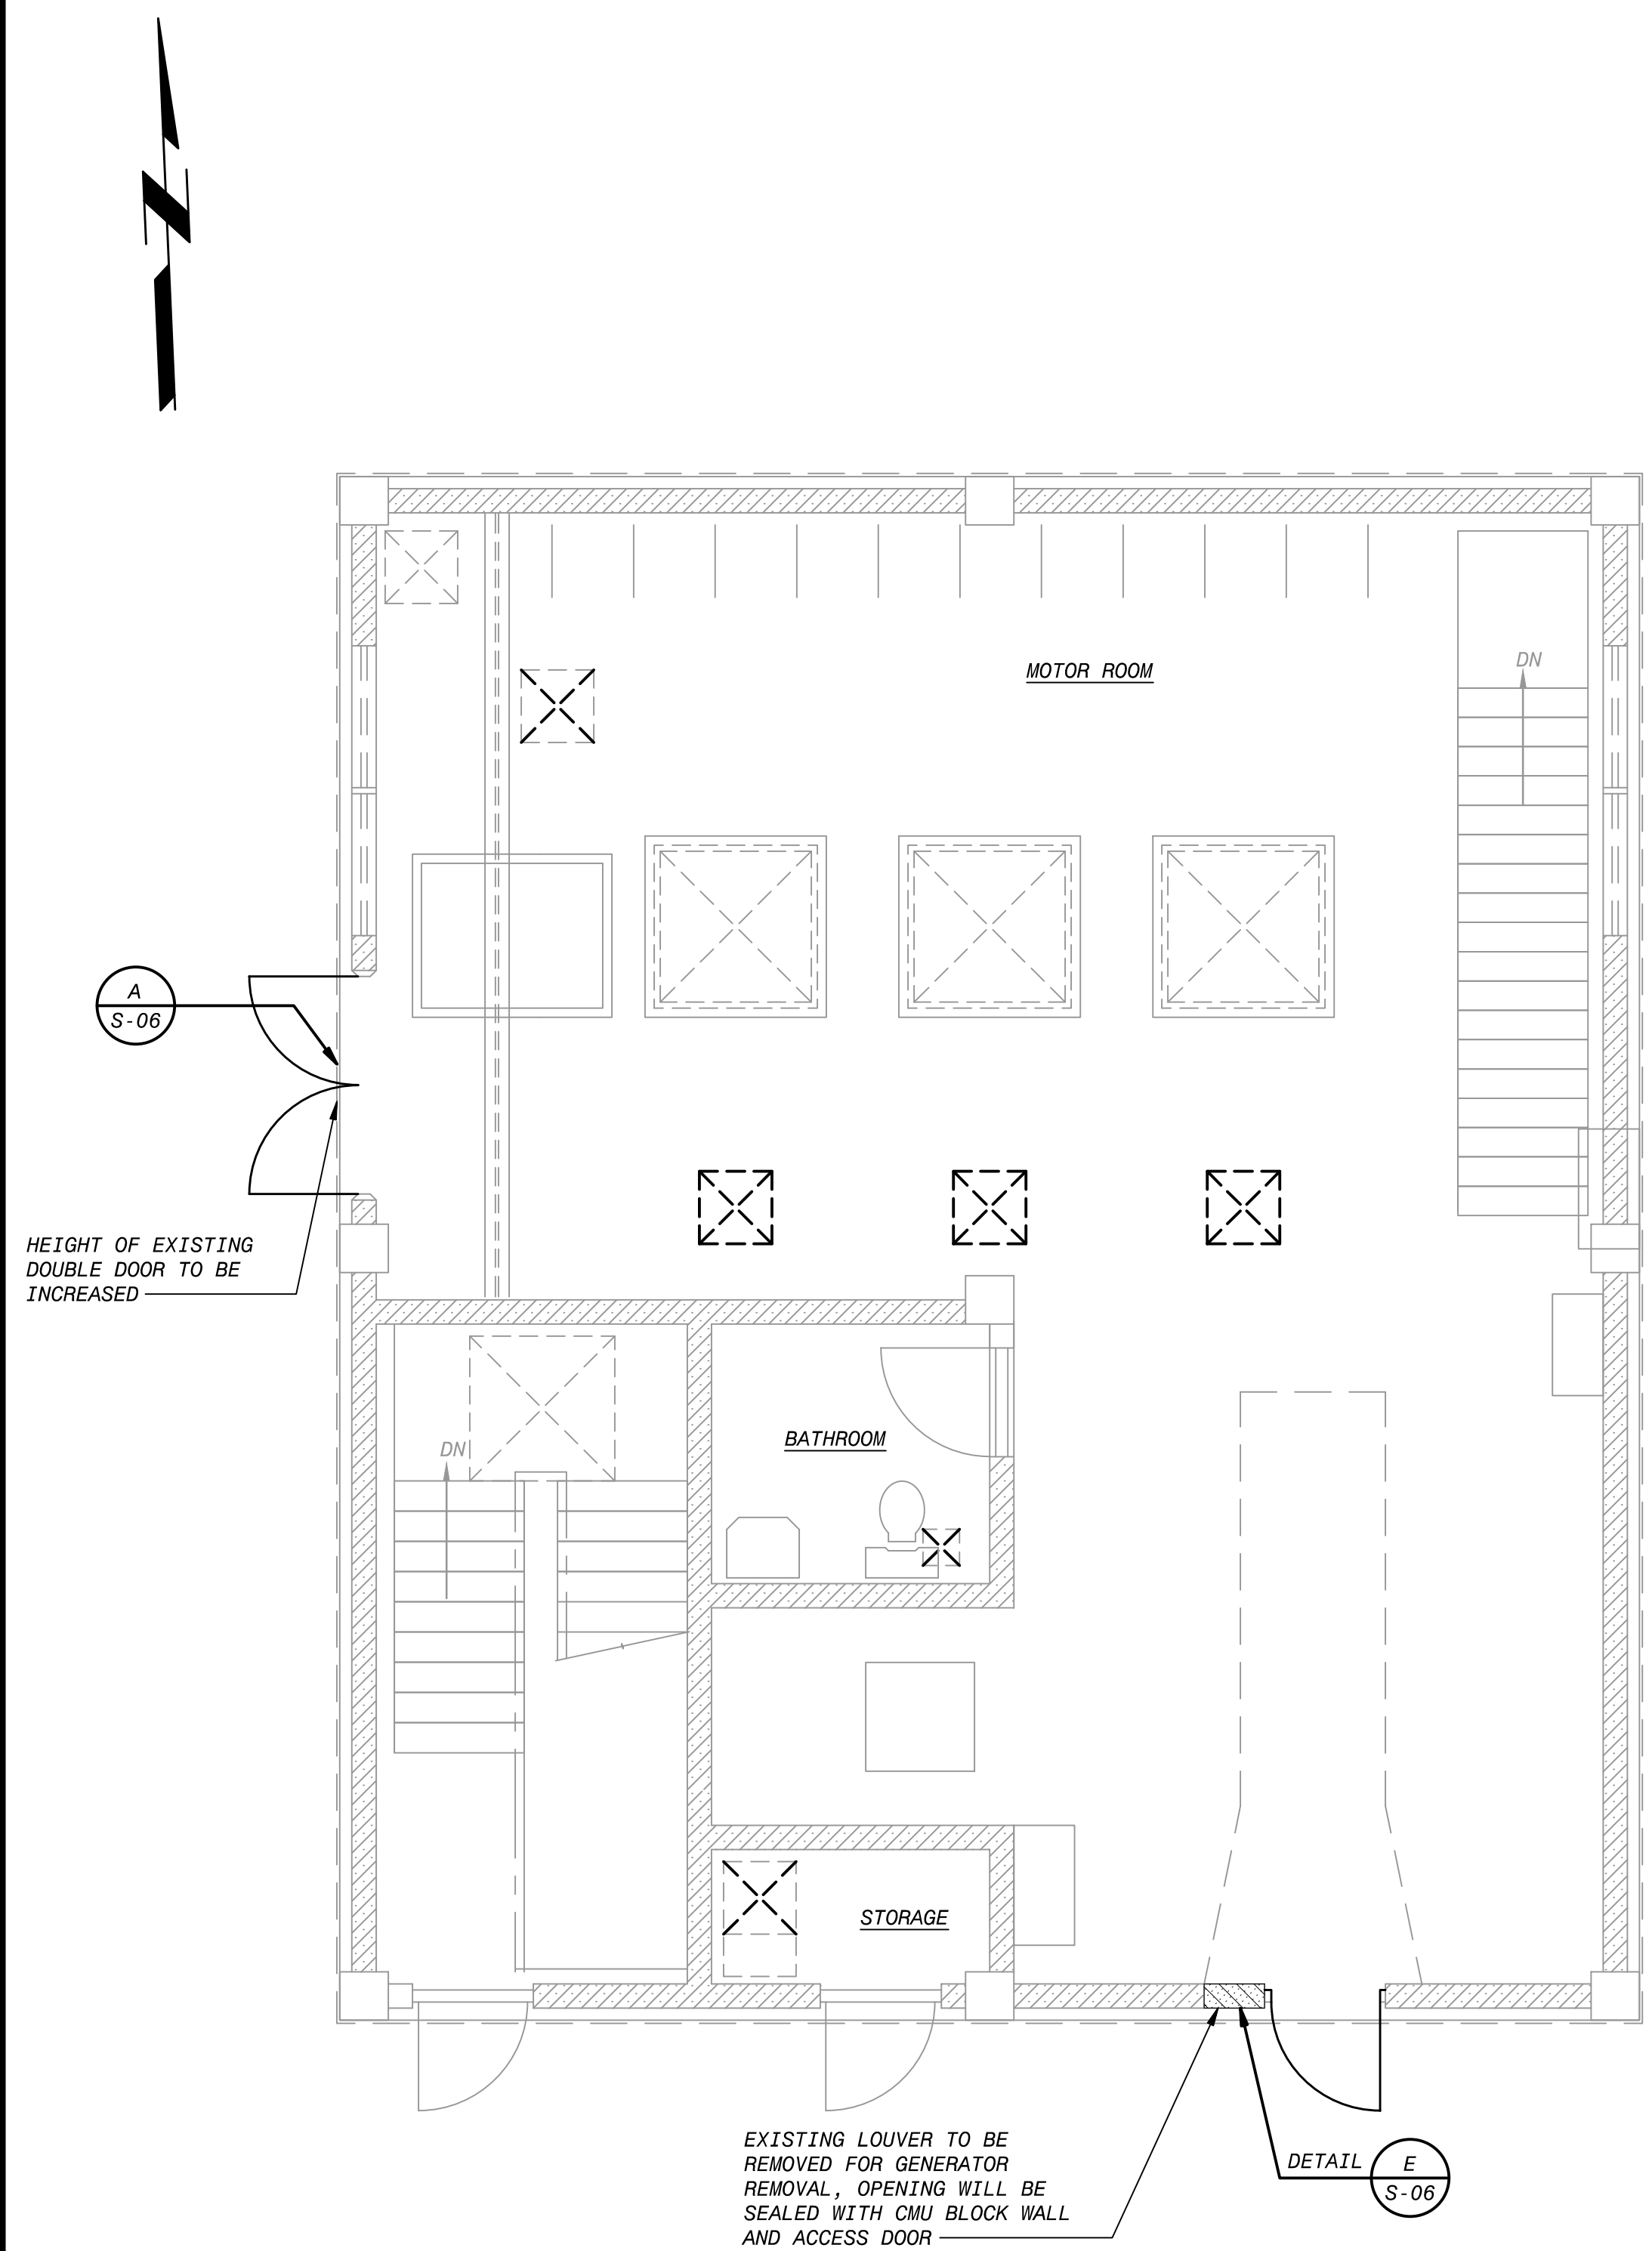 N
MOTOR ROOM
DN
A
S-06
HEIGHT OF EXISTING
DOUBLE DOOR TO BE
INCREASED
BATHROOM
DN
STORAGE
EXISTING LOUVER TO BE
REMOVED FOR GENERATOR
REMOVAL, OPENING WILL BE
SEALED WITH CMU BLOCK WALL
AND ACCESS DOOR
DETAIL
E
S-06